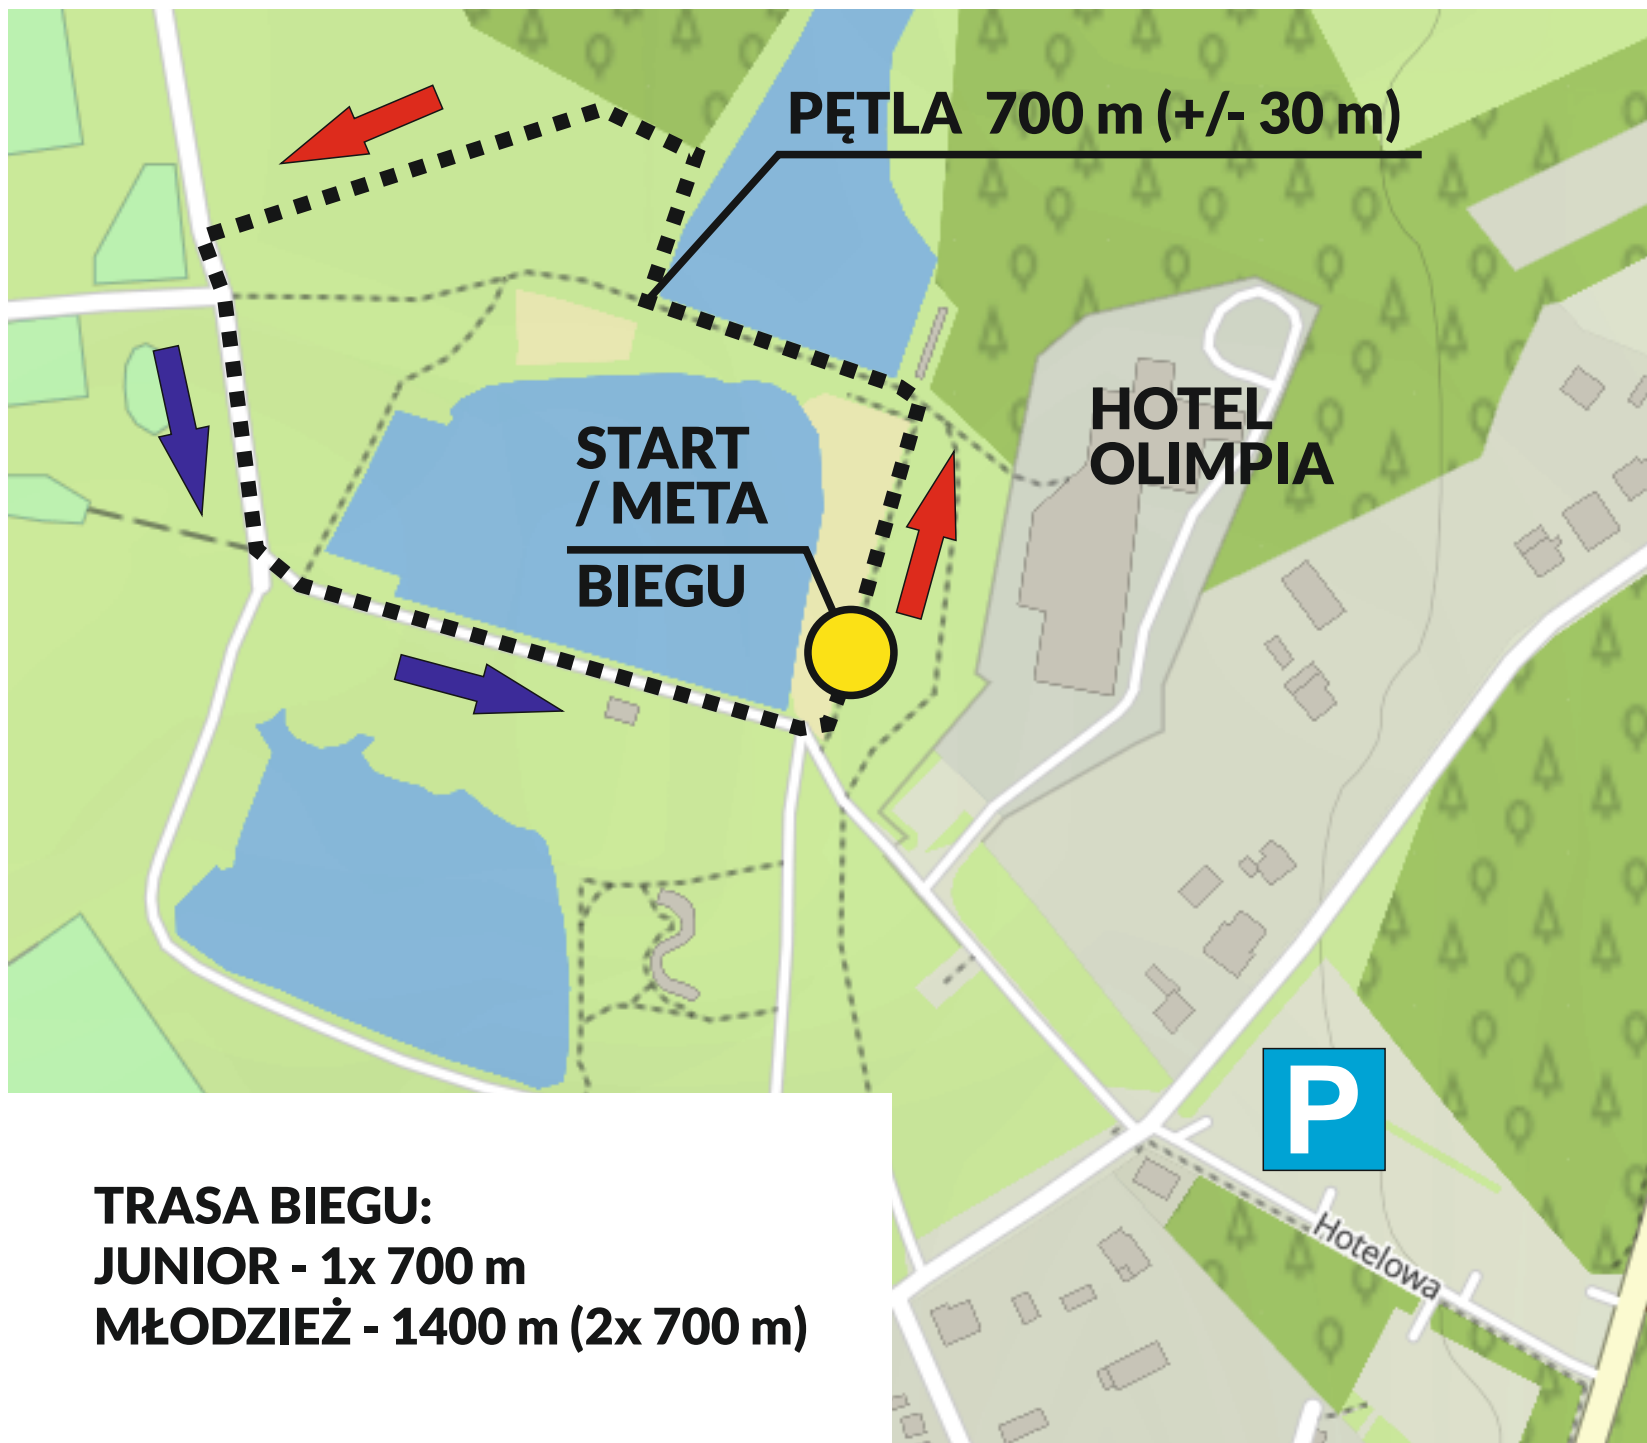 PĘTLA 700 m (+/- 30 m)
HOTEL
OLIMPIA
START
/ META
BIEGU
P
Hotelowa
TRASA BIEGU:
JUNIOR - 1x 700 m
MŁODZIEŻ - 1400 m (2x 700 m)